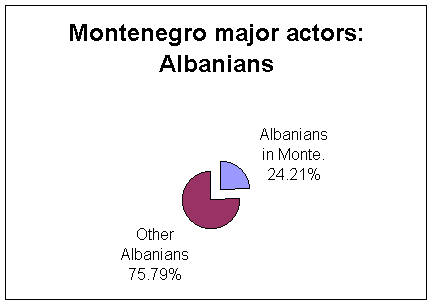 Montenegro major actors:
Albanians
Albanians
in Monte.
24.21%
Other
Albanians
75.79%